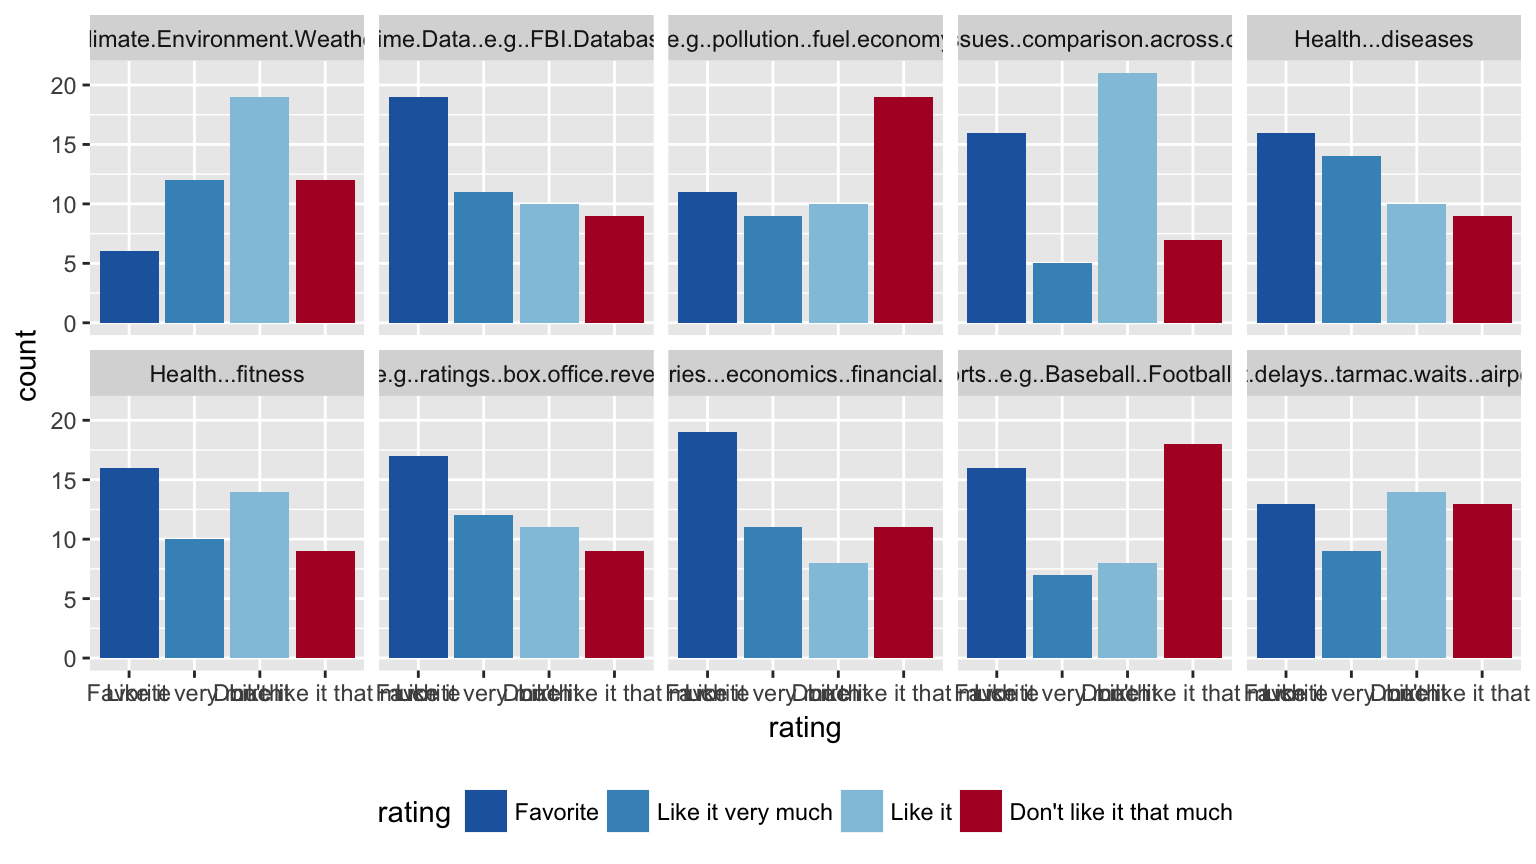 limate.Environment.Weathe
ime.Data..e.g..FBI.Databas
e.g..pollution..fuel.economy
ssues..comparison.across.c
Health...diseases
20
15
10
5
0
count
Health...fitness
e.g..ratings..box.office.reve
ries...economics..financial.
orts..e.g..Baseball..Football
t.delays..tarmac.waits..airpo
20
15
10
5
0
rating
rating
Favorite
Like it very much
Like it
Don't like it that much